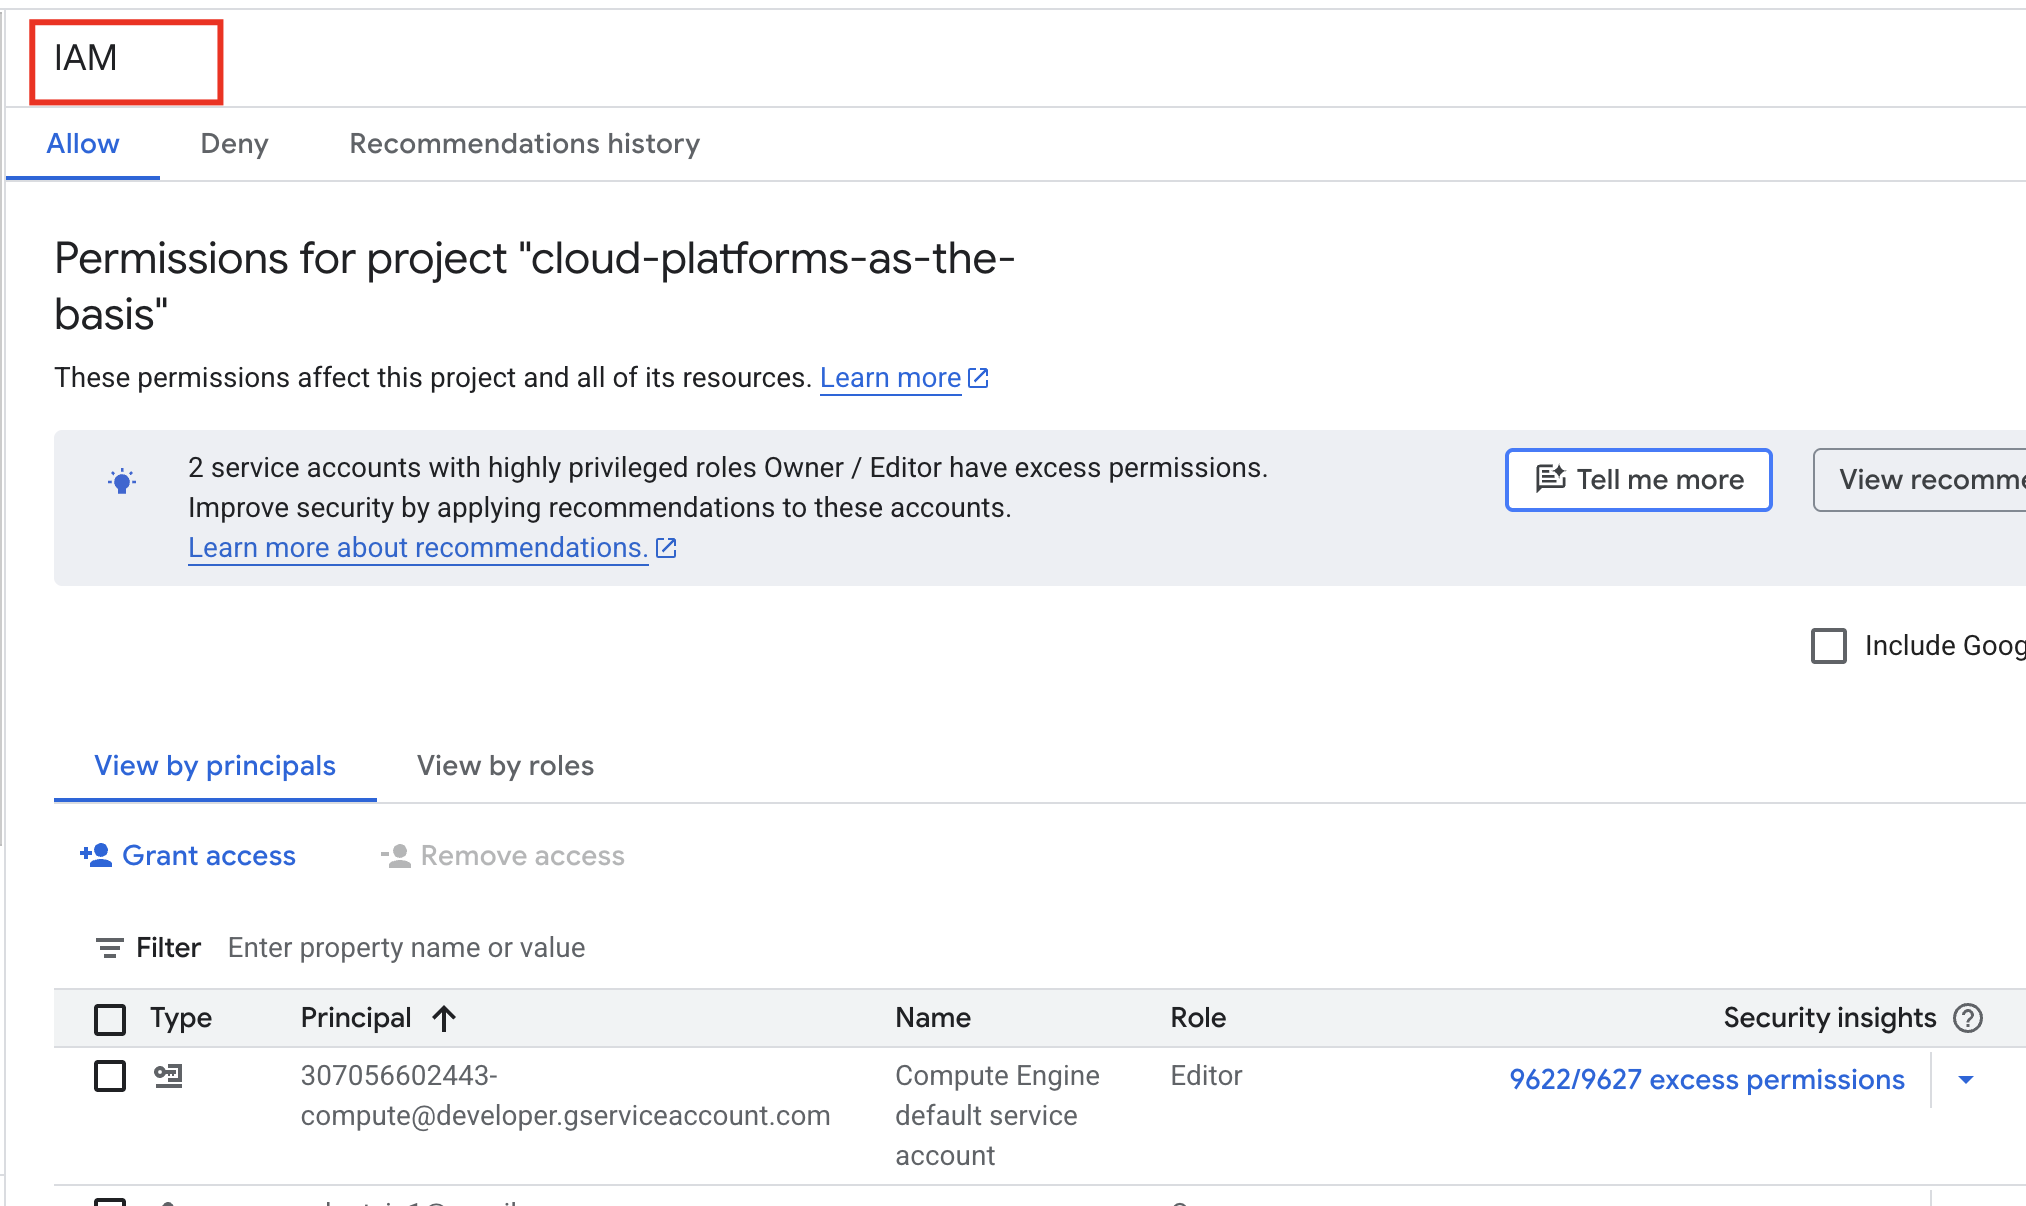 IAM
Allow Deny Recommendations history
Permissions for project "cloud-platforms-as-the-
basis"
These permissions affect this project and all of its resources. Learn more
2 service accounts with highly privileged roles Owner / Editor have excess permissions.
Improve security by applying recommendations to these accounts.
Learn more about recommendations.
Tell me more View recomme
Include Goog
View by principals View by roles
Grant access Remove access
Filter Enter property name or value
Type Principal Name Role Security insights
307056602443-
compute@developer.gserviceaccount.com
Compute Engine
default service
account
Editor
9622/9627 excess permissions